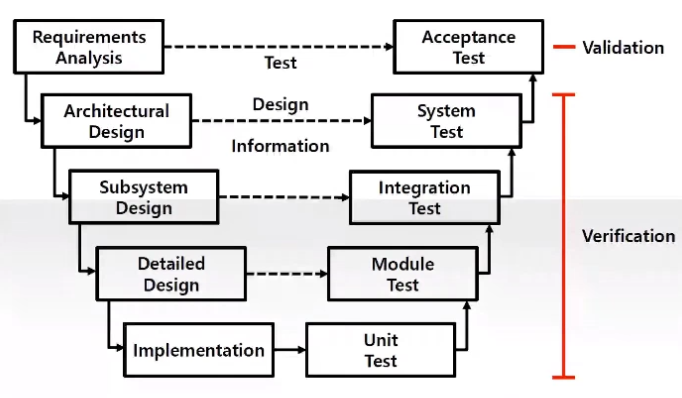 Requirements
Analysis
Test
Acceptance
Test
Validation
Architectural
Design
Design
Information
System
Test
Subsystem
Design
Integration
Test
Verification
Detailed
Design
Module
Test
Implementation
Unit
Test